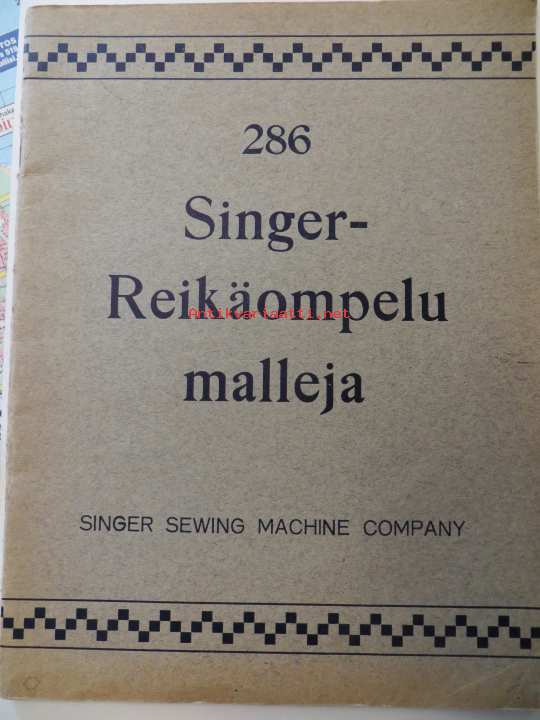 286
Singer-
Reikäompelu
Antikvariaatti.net
malleja
SINGER SEWING MACHINE COMPANY